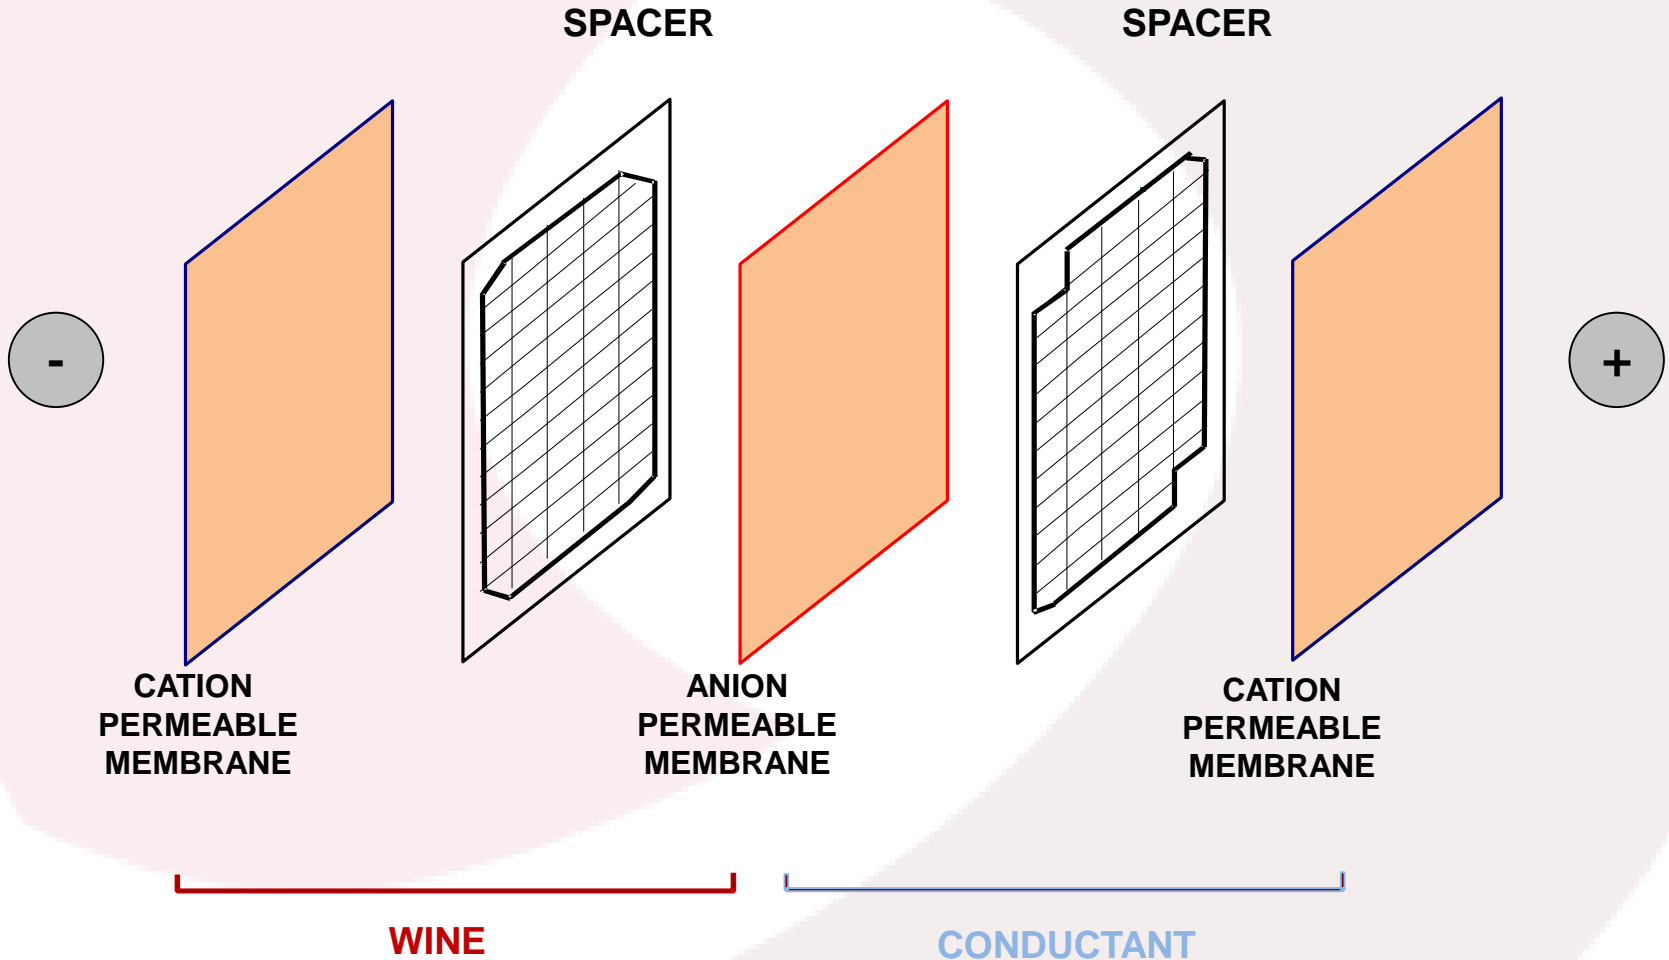 SPACER
SPACER
-
+
CATION
PERMEABLE
MEMBRANE
ANION
PERMEABLE
MEMBRANE
CATION
PERMEABLE
MEMBRANE
WINE
CONDUCTANT